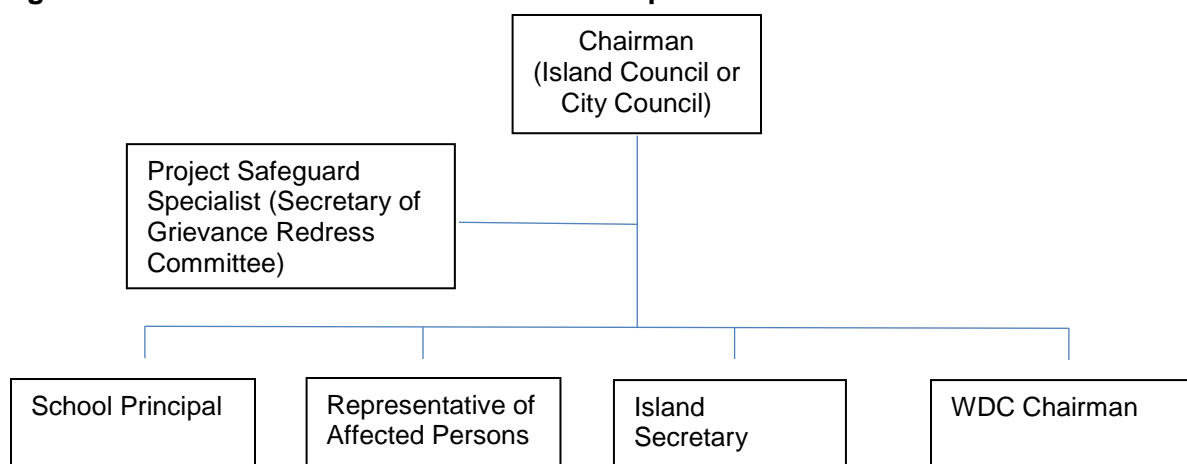 Chairman
(Island Council or
City Council)
Project Safeguard
Specialist (Secretary of
Grievance Redress
Committee)
School Principal
Representative of
Affected Persons
Island
Secretary
WDC Chairman